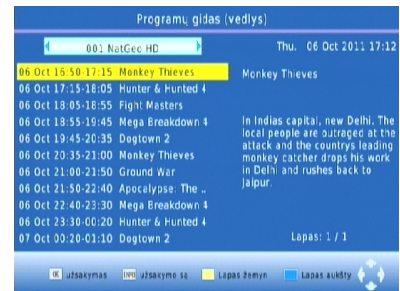 Programų gidas (vedlys)
001 NatGeo HD
Thu. 06 Oct 2011 17:12
06 Oct 16:50-17:15 Monkey Thieves
06 Oct 17:15-18:05 Hunter & Hunted 4
06 Oct 18:05-18:55 Fight Masters
06 Oct 18:55-19:45 Mega Breakdown 4
06 Oct 19:45-20:35 Dogtown 2
06 Oct 20:35-21:00 Monkey Thieves
06 Oct 21:00-21:50 Ground War
06 Oct 21:50-22:40 Apocalypse: The ..
06 Oct 22:40-23:30 Mega Breakdown 4
06 Oct 23:30-00:20 Hunter & Hunted 4
07 Oct 00:20-01:10 Dogtown 2
Monkey Thieves
In Indias capital, new Delhi. The
local people are outraged at the
attack and the countrys leading
monkey catcher drops his work
in Delhi and rushes back to
Jaipur.
Lapas: 1 / 1
OK užsakymas INFO užsakymo są Lapas žemyn Lapas aukšty